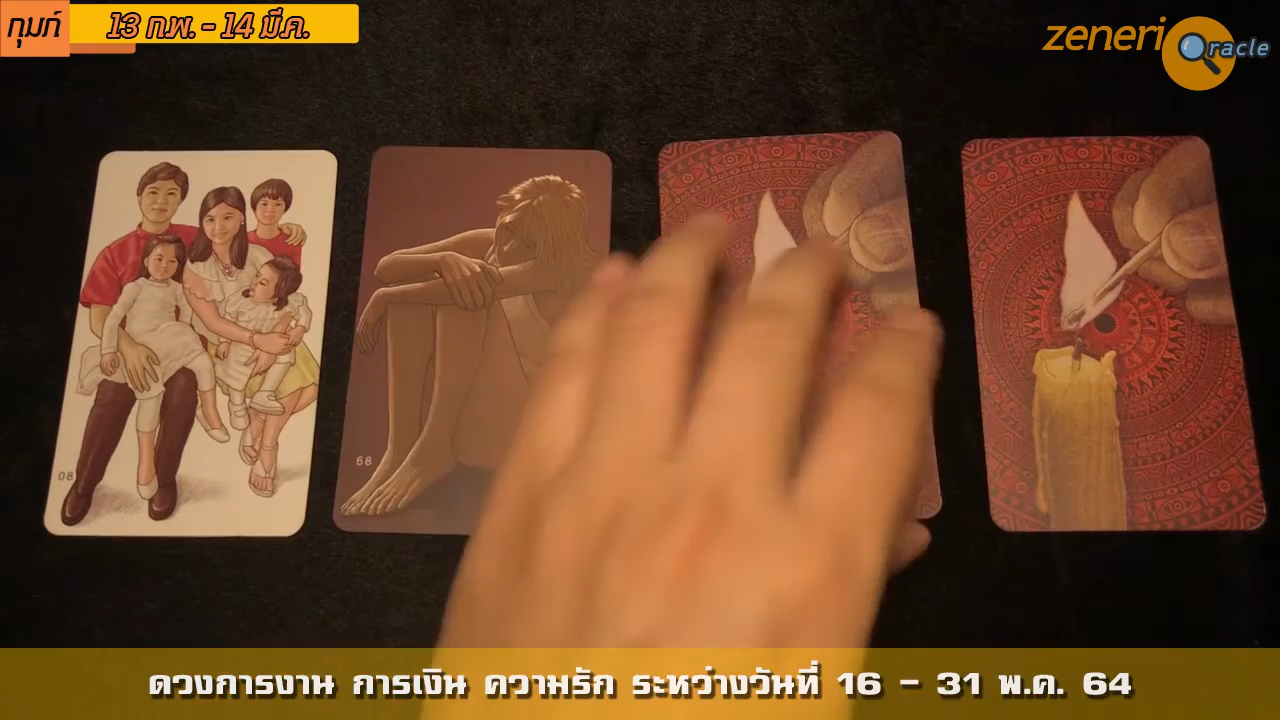 กุมภ์
13 ก.พ. - 14 มี.ค.
zeneri Oracle
08
68
ดวงการงาน การเงิน ความรัก ระหว่างวันที่ 16 - 31 พ.ค. 64